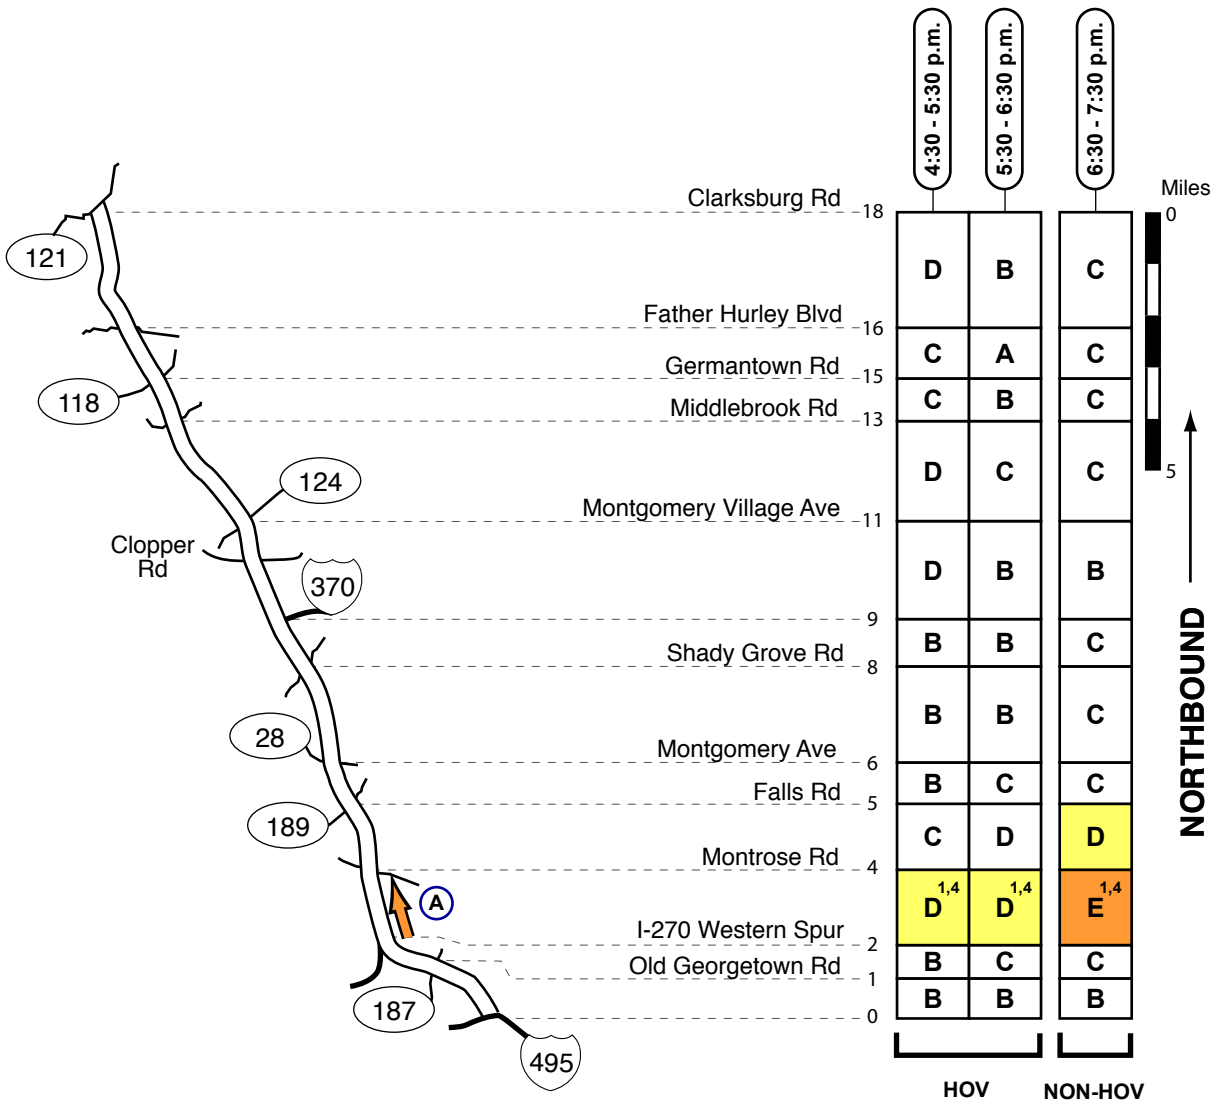 4:30 - 5:30 p.m.
5:30 - 6:30 p.m.
6:30 - 7:30 p.m.
Miles
Clarksburg Rd
18
0
121
D B C
Father Hurley Blvd
16
C A C
Germantown Rd
15
118
C B C
Middlebrook Rd
13
D C C
5
124
Montgomery Village Ave
11
Clopper
Rd
D B B
370
9
B B C
Shady Grove Rd
8
28
B B C
Montgomery Ave
6
B C C
Falls Rd
5
189
C D D
Montrose Rd
4
A
D 1,4 D 1,4 E 1,4
I-270 Western Spur
2
B C C
Old Georgetown Rd
1
187
B B B
0
495
NORTHBOUND
HOV
NON-HOV